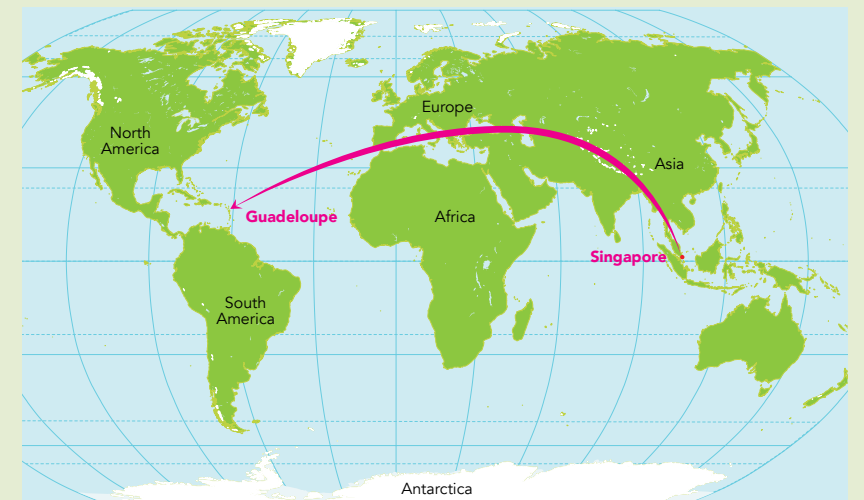 Europe
North
America
Asia
Guadeloupe
Africa
Singapore
South
America
Antarctica